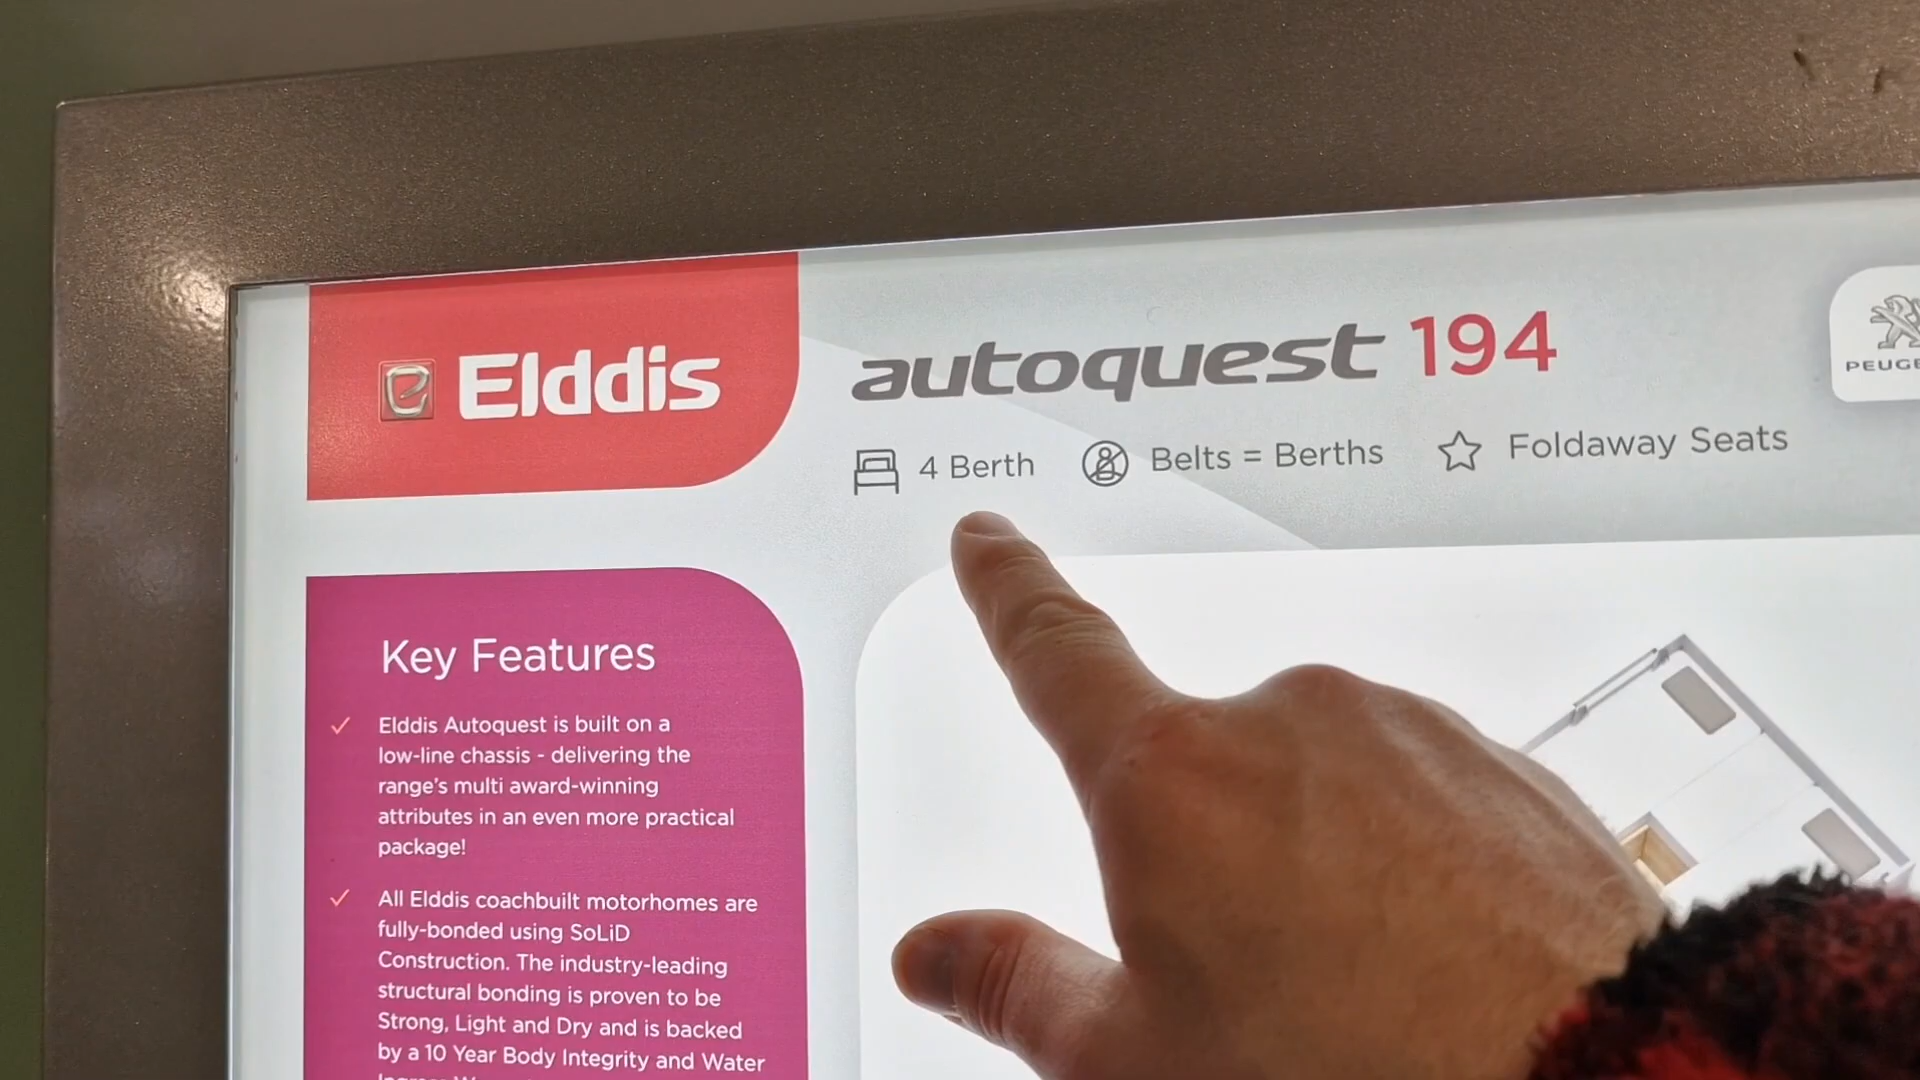 Elddis
autoquest 194
4 Berth Belts = Berths Foldaway Seats
Key Features
Elddis Autoquest is built on a
low-line chassis - delivering the
range's multi award-winning
attributes in an even more practical
package!
All Elddis coachbuilt motorhomes are
fully-bonded using SoLiD
Construction. The industry-leading
structural bonding is proven to be
Strong, Light and Dry and is backed
by a 10 Year Body Integrity and Water